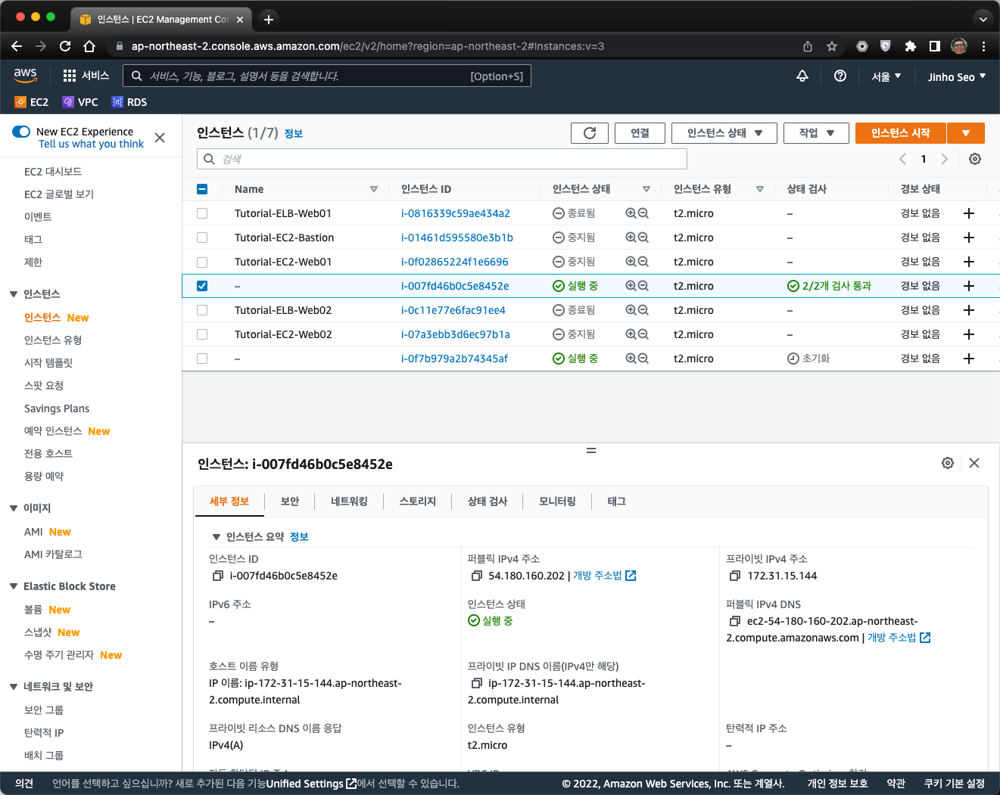 인스턴스 | EC2 Management Con
ap-northeast-2.console.aws.amazon.com/ec2/v2/home?region=ap-northeast-2#Instances:v=3
aws
서비스
서비스, 기능, 블로그, 설명서 등을 검색합니다.
[Option+S]
서울
Jinho Seo
EC2
VPC
RDS
New EC2 Experience
Tell us what you think
EC2 대시보드
EC2 글로벌 보기
이벤트
태그
제한
인스턴스
인스턴스 New
인스턴스 유형
시작 템플릿
스팟 요청
Savings Plans
예약 인스턴스 New
전용 호스트
용량 예약
이미지
AMI New
AMI 카탈로그
Elastic Block Store
볼륨 New
스냅샷 New
수명 주기 관리자 New
네트워크 및 보안
보안 그룹
탄력적 IP
배치 그룹
인스턴스 (1/7) 정보
연결
인스턴스 상태
작업
인스턴스 시작
검색
1
Name 인스턴스 ID 인스턴스 상태 인스턴스 유형 상태 검사 경보 상태
Tutorial-ELB-Web01 i-0816339c59ae434a2 종료됨 t2.micro – 경보 없음
Tutorial-EC2-Bastion i-01461d595580e3b1b 중지됨 t2.micro – 경보 없음
Tutorial-EC2-Web01 i-0f02865224f1e6696 중지됨 t2.micro – 경보 없음
– i-007fd46b0c5e8452e 실행 중 t2.micro 2/2개 검사 통과 경보 없음
Tutorial-ELB-Web02 i-0c11e77e6fac91ee4 종료됨 t2.micro – 경보 없음
Tutorial-EC2-Web02 i-07a3ebb3d6ec97b1a 중지됨 t2.micro – 경보 없음
– i-0f7b979a2b74345af 실행 중 t2.micro 초기화 경보 없음
인스턴스: i-007fd46b0c5e8452e
세부 정보
보안
네트워킹
스토리지
상태 검사
모니터링
태그
인스턴스 요약 정보
인스턴스 ID
i-007fd46b0c5e8452e
퍼블릭 IPv4 주소
54.180.160.202 | 개방 주소법
프라이빗 IPv4 주소
172.31.15.144
IPv6 주소
–
인스턴스 상태
실행 중
퍼블릭 IPv4 DNS
ec2-54-180-160-202.ap-northeast-
2.compute.amazonaws.com | 개방 주소법
호스트 이름 유형
IP 이름: ip-172-31-15-144.ap-northeast-
2.compute.internal
프라이빗 IP DNS 이름(IPv4만 해당)
ip-172-31-15-144.ap-northeast-
2.compute.internal
프라이빗 리소스 DNS 이름 응답
IPv4(A)
인스턴스 유형
t2.micro
탄력적 IP 주소
–
의견
언어를 선택하고 싶으십니까? 새로 추가된 다음 기능Unified Settings에서 선택할 수 있습니다.
© 2022, Amazon Web Services, Inc. 또는 계열사.
개인 정보 보호
약관
쿠키 기본 설정